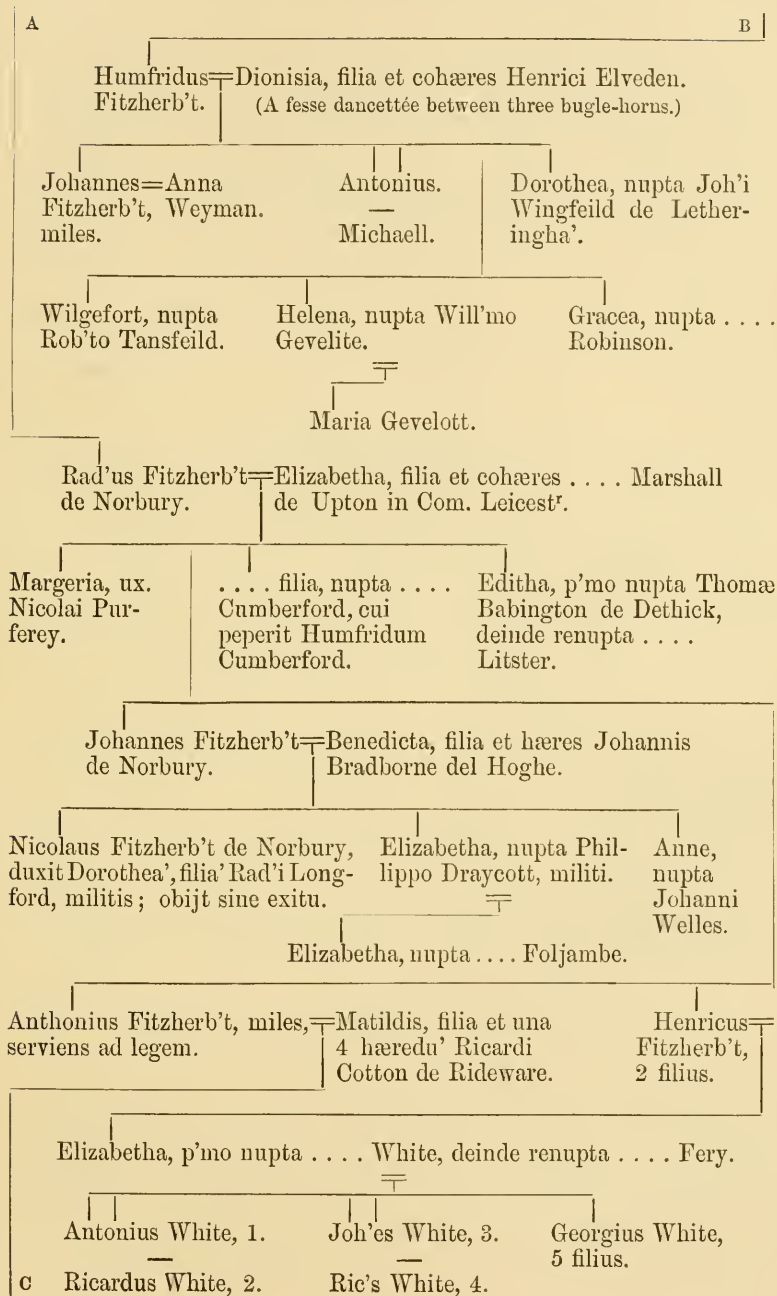 A B
Humfridus=Dionisia, filia et cohæres Henrici Elveden.
Fitzherb't. (A fesse dancettée between three bugle-horns.)
Johannes=Anna Antonius. Dorothea, nupta Joh'i
Fitzherb't, Weyman. — Wingfeild de Lether-
miles. Michaell. ingha'.
Wilgefort, nupta Helena, nupta Will'mo Gracea, nupta . . . .
Rob'to Tansfeild. Gevelite. Robinson.
Maria Gevelott.
Rad'us Fitzherb't=Elizabetha, filia et cohæres . . . . Marshall
de Norbury. de Upton in Com. Leicestʳ.
Margeria, ux. . . . . filia, nupta . . . . Editha, p'mo nupta Thomæ
Nicolai Pur- Cumberford, cui Babington de Dethick,
ferey. peperit Humfridum deinde renupta . . . .
Cumberford. Litster.
Johannes Fitzherb't=Benedicta, filia et hæres Johannis
de Norbury. Bradborne del Hoghe.
Nicolaus Fitzherb't de Norbury, Elizabetha, nupta Phil- Anne,
duxit Dorothea', filia' Rad'i Long- lippo Draycott, militi. nupta
ford, militis; obijt sine exitu. Johanni
Welles.
Elizabetha, nupta . . . . Foljambe.
Anthonius Fitzherb't, miles,=Matildis, filia et una Henricus=
serviens ad legem. 4 hæredu' Ricardi Fitzherb't,
Cotton de Rideware. 2 filius.
Elizabetha, p'mo nupta . . . . White, deinde renupta . . . . Fery.
Antonius White, 1. Joh'es White, 3. Georgius White,
— — 5 filius.
C Ricardus White, 2. Ric's White, 4.